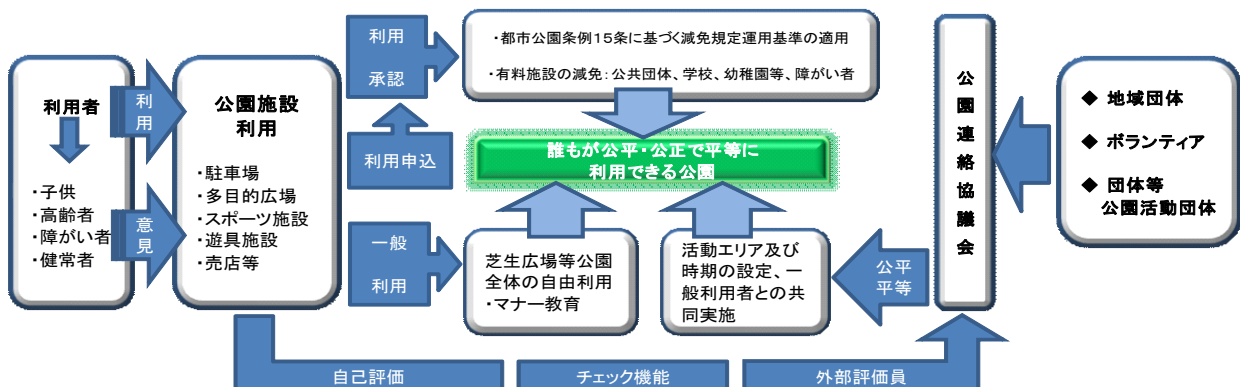 利用者
・子供
・高齢者
・障がい者
・健常者
利用
意見
公園施設
利用
・駐車場
・多目的広場
・スポーツ施設
・遊具施設
・売店等
利用
承認
利用申込
一般
利用
・都市公園条例15条に基づく減免規定運用基準の適用
・有料施設の減免：公共団体、学校、幼稚園等、障がい者
誰もが公平・公正で平等に
利用できる公園
芝生広場等公園
全体の自由利用
・マナー教育
活動エリア及び
時期の設定、一
般利用者との共
同実施
公平
平等
公園連絡協議会
◆ 地域団体
◆ ボランティア
◆ 団体等
公園活動団体
自己評価
チェック機能
外部評価員